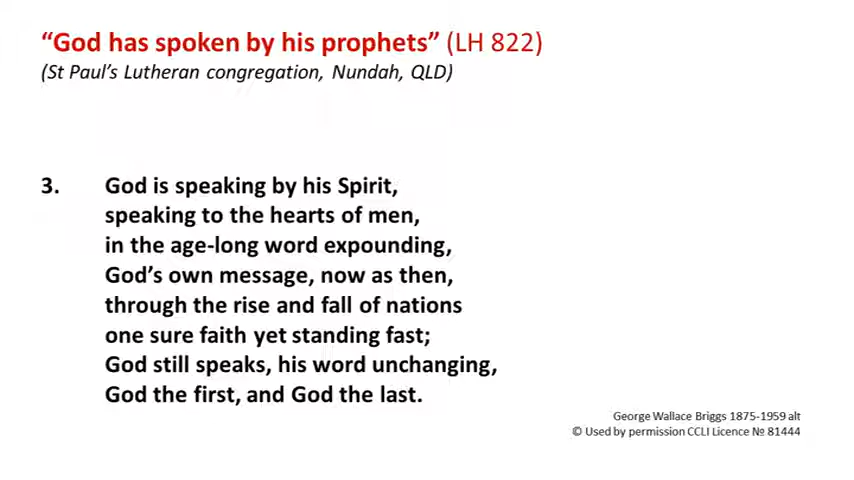 “God has spoken by his prophets” (LH 822)
(St Paul’s Lutheran congregation, Nundah, QLD)
3. God is speaking by his Spirit,
speaking to the hearts of men,
in the age-long word expounding,
God’s own message, now as then,
through the rise and fall of nations
one sure faith yet standing fast;
God still speaks, his word unchanging,
God the first, and God the last.
George Wallace Briggs 1875-1959 alt
© Used by permission CCLI Licence № 81444